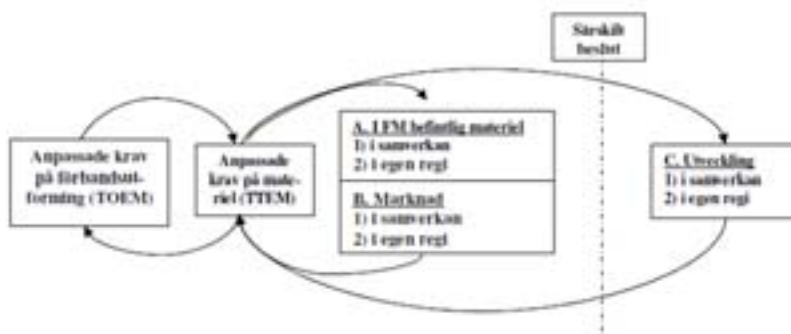 Särskilt
beslut
Anpassade krav
på förbandsut-
formning (TOEM)
Anpassade
krav på mate-
riel (TTEM)
A. I FM befintlig materiel
1) i samverkan
2) i egen regi
B. Marknad
1) i samverkan
2) i egen regi
C. Utveckling
1) i samverkan
2) i egen regi